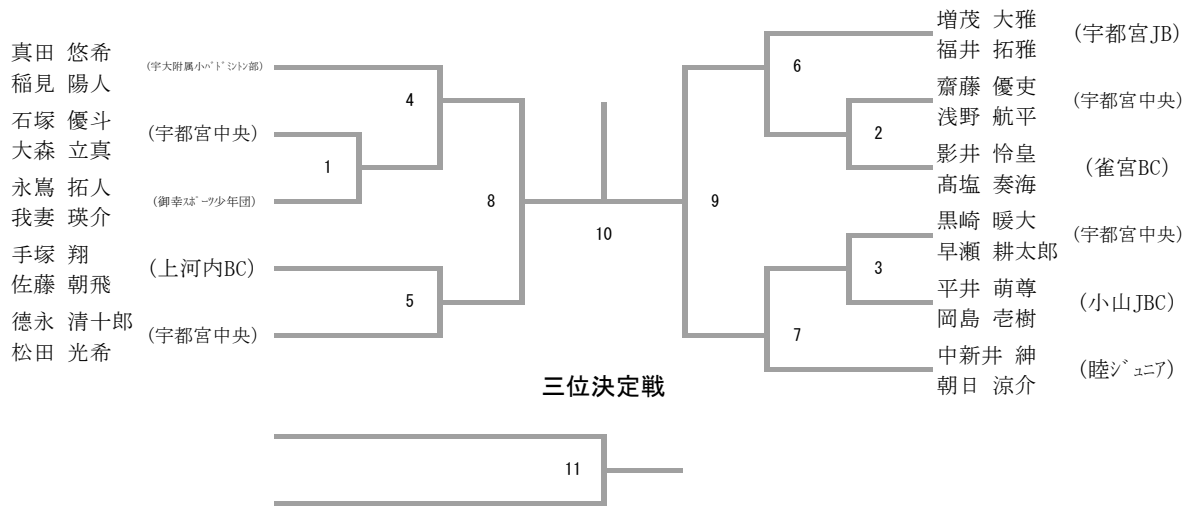 真田 悠希
稲見 陽人
(宇大附属小ﾊﾞﾄﾞﾐﾝﾄﾝ部)
石塚 優斗
大森 立真
(宇都宮中央)
永嶌 拓人
我妻 瑛介
(御幸ｽﾎﾟｰﾂ少年団)
手塚 翔
佐藤 朝飛
(上河内BC)
德永 清十郎
松田 光希
(宇都宮中央)
4
1
8
5
10
増茂 大雅
福井 拓雅
(宇都宮JB)
齋藤 優吏
浅野 航平
(宇都宮中央)
影井 怜皇
髙塩 奏海
(雀宮BC)
黒崎 暖大
早瀬 耕太郎
(宇都宮中央)
平井 萌尊
岡島 壱樹
(小山JBC)
中新井 紳
朝日 涼介
(睦ｼﾞｭﾆｱ)
6
2
9
3
7
三位決定戦
11